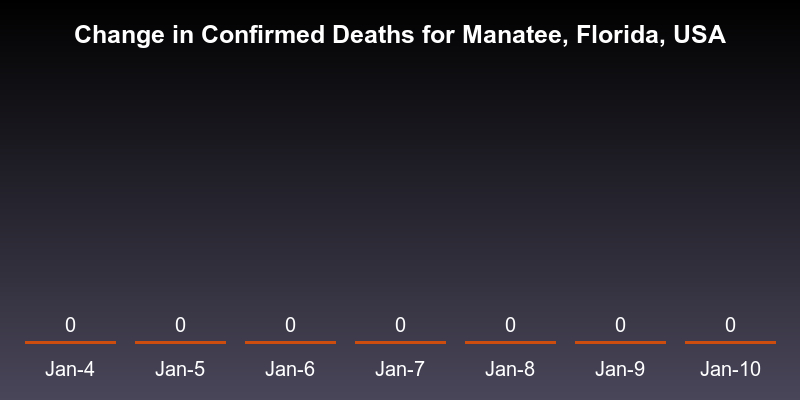 Change in Confirmed Deaths for Manatee, Florida, USA
0 0 0 0 0 0 0
Jan-4 Jan-5 Jan-6 Jan-7 Jan-8 Jan-9 Jan-10